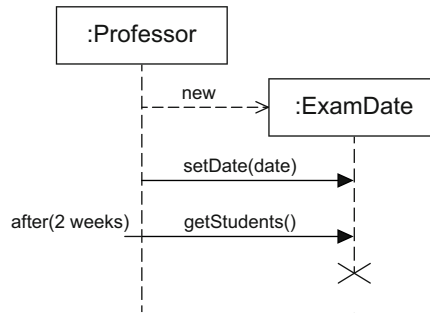 :Professor
new
:ExamDate
setDate(date)
after(2 weeks)
getStudents()